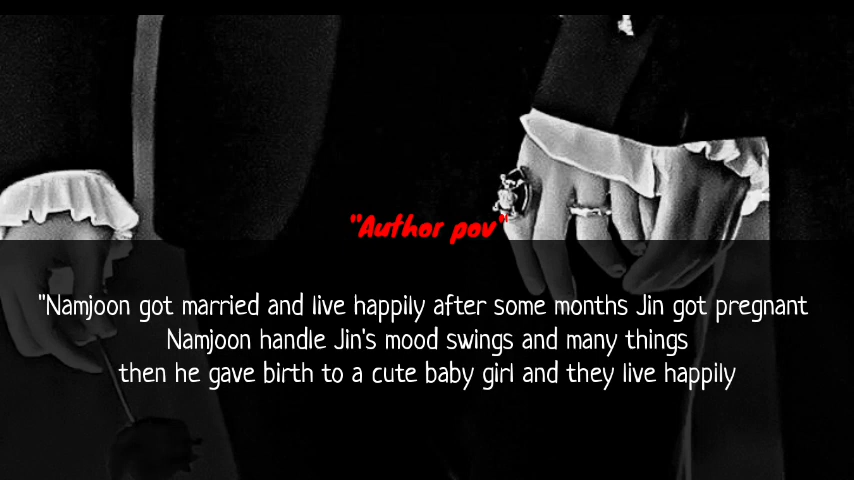 "Author pov"
"Namjoon got married and live happily after some months Jin got pregnant
Namjoon handle Jin's mood swings and many things
then he gave birth to a cute baby girl and they live happily